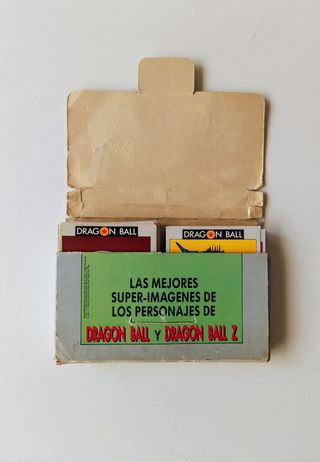 DRAGON BALL
DRAGON BALL
LAS MEJORES
SUPER-IMAGENES DE
LOS PERSONAJES DE
DRAGON BALL Y DRAGON BALL Z